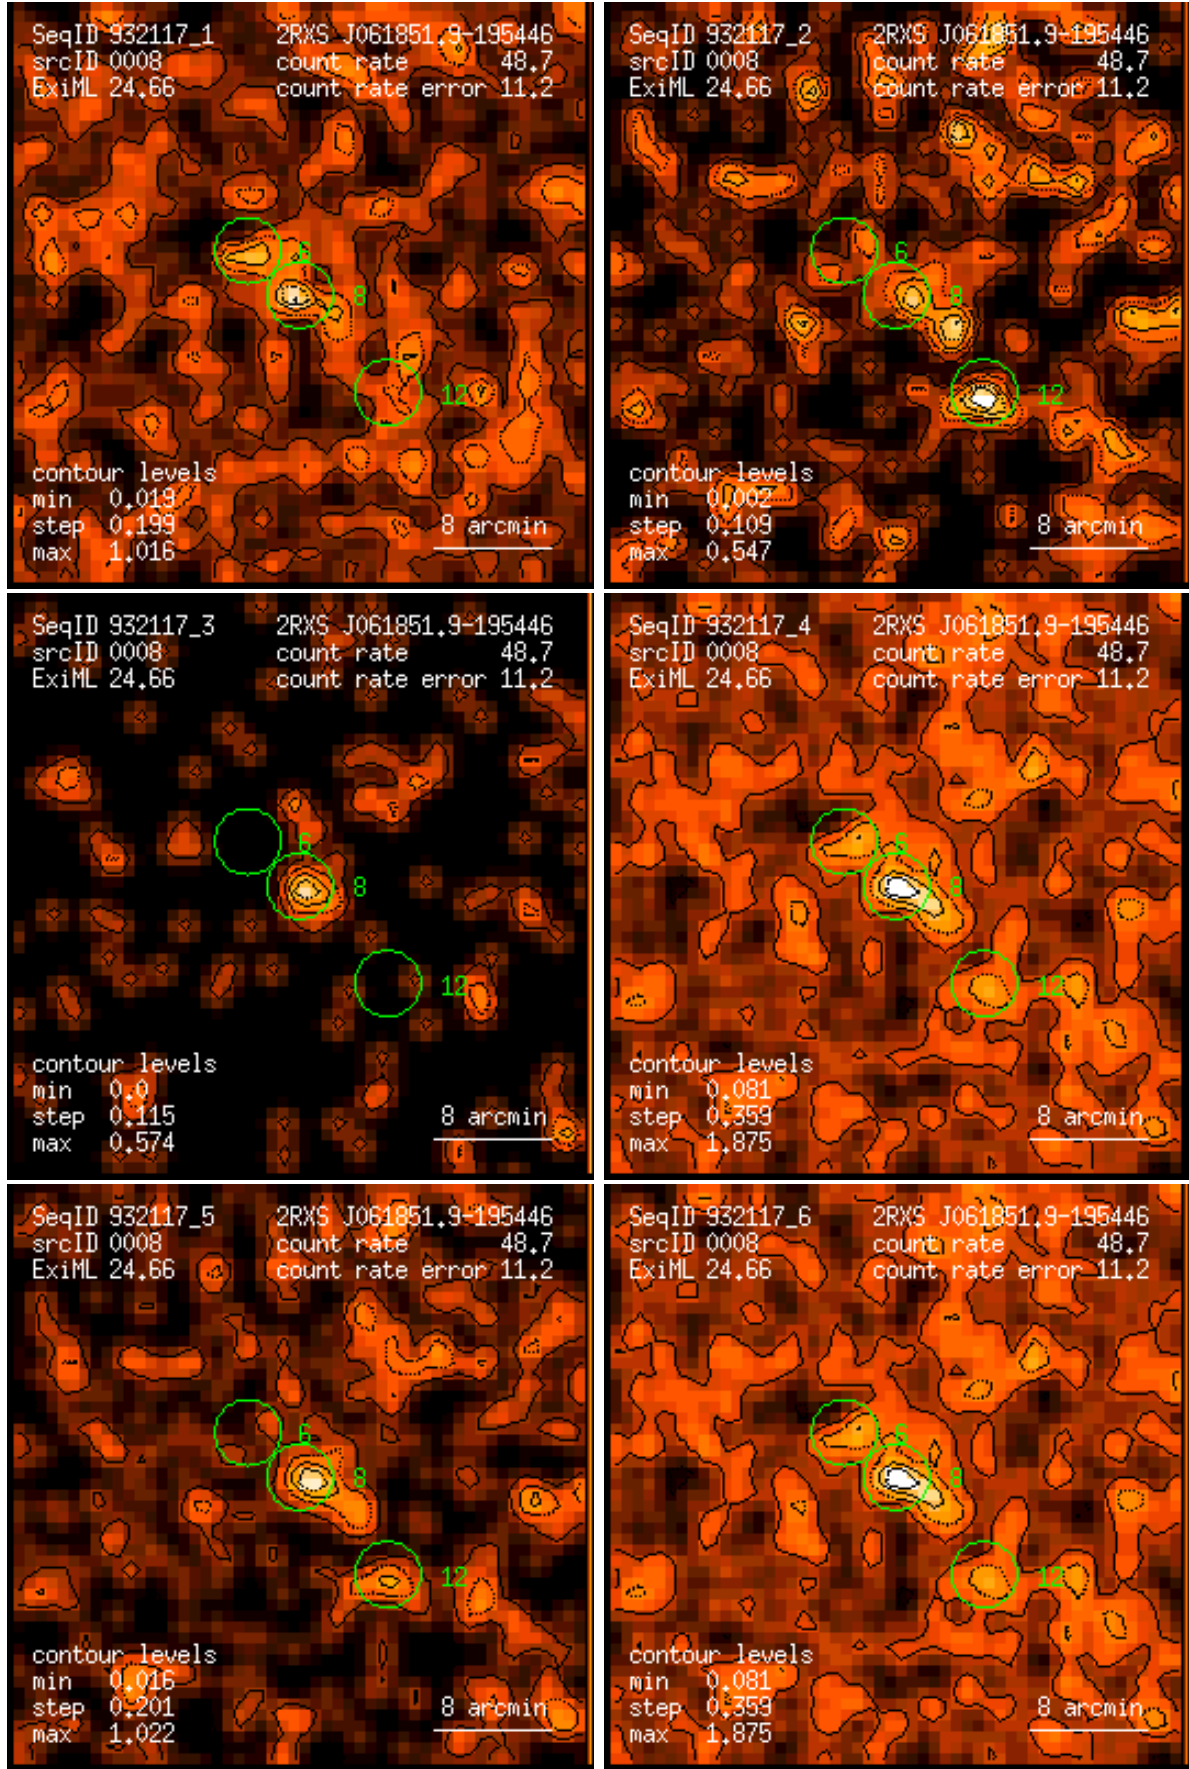 SeqID 932117_1 2RXS J061851.9-195446
srcID 0008 count rate 48.7
ExiML 24.66 count rate error 11.2
6
8
12
contour levels
min 0.019
step 0.199 8 arcmin
max 1.016
SeqID 932117_2 2RXS J061851.9-195446
srcID 0008 count rate 48.7
ExiML 24.66 count rate error 11.2
6
8
12
contour levels
min 0.002
step 0.109 8 arcmin
max 0.547
SeqID 932117_3 2RXS J061851.9-195446
srcID 0008 count rate 48.7
ExiML 24.66 count rate error 11.2
6
8
12
contour levels
min 0.0
step 0.115 8 arcmin
max 0.574
SeqID 932117_4 2RXS J061851.9-195446
srcID 0008 count rate 48.7
ExiML 24.66 count rate error 11.2
6
8
12
contour levels
min 0.081
step 0.359 8 arcmin
max 1.875
SeqID 932117_5 2RXS J061851.9-195446
srcID 0008 count rate 48.7
ExiML 24.66 count rate error 11.2
6
8
12
contour levels
min 0.016
step 0.201 8 arcmin
max 1.022
SeqID 932117_6 2RXS J061851.9-195446
srcID 0008 count rate 48.7
ExiML 24.66 count rate error 11.2
6
8
12
contour levels
min 0.081
step 0.359 8 arcmin
max 1.875